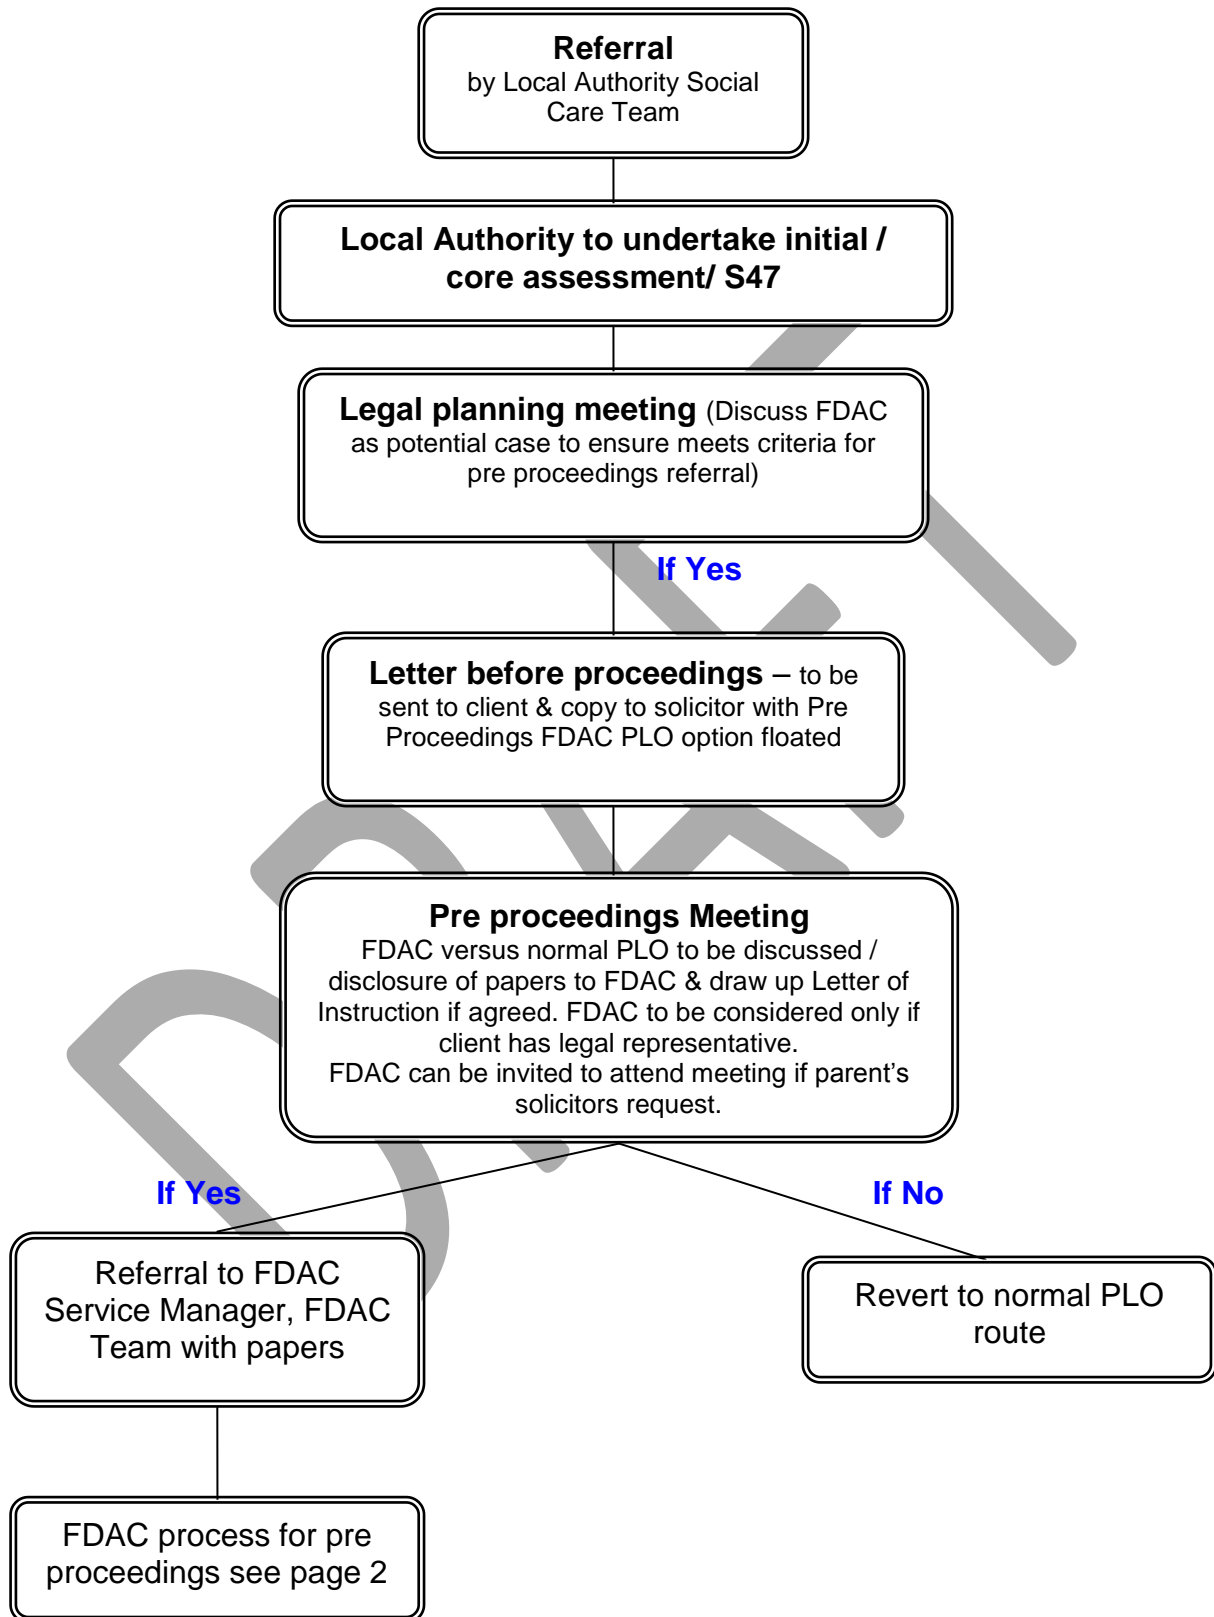 Referral
by Local Authority Social
Care Team
Local Authority to undertake initial /
core assessment/ S47
Legal planning meeting (Discuss FDAC
as potential case to ensure meets criteria for
pre proceedings referral)
If Yes
Letter before proceedings – to be
sent to client & copy to solicitor with Pre
Proceedings FDAC PLO option floated
Pre proceedings Meeting
FDAC versus normal PLO to be discussed /
disclosure of papers to FDAC & draw up Letter of
Instruction if agreed. FDAC to be considered only if
client has legal representative.
FDAC can be invited to attend meeting if parent's
solicitors request.
If Yes
If No
Referral to FDAC
Service Manager, FDAC
Team with papers
Revert to normal PLO
route
FDAC process for pre
proceedings see page 2
DRAFT